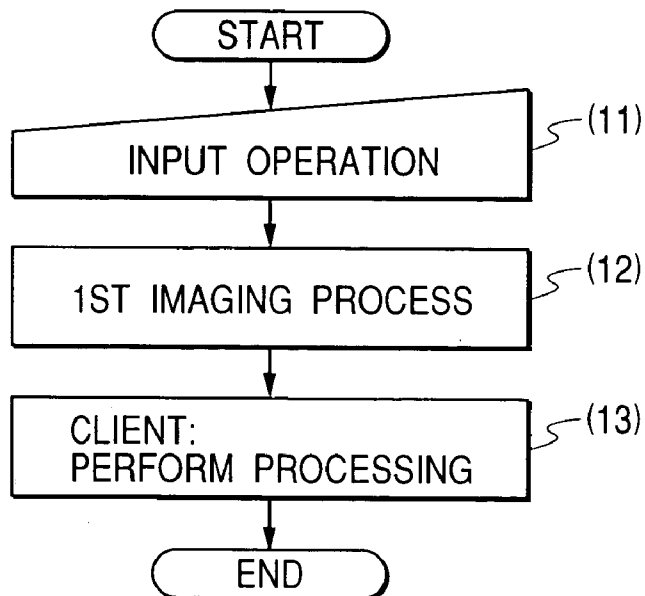 START
INPUT OPERATION
(11)
1ST IMAGING PROCESS
(12)
CLIENT:
PERFORM PROCESSING
(13)
END